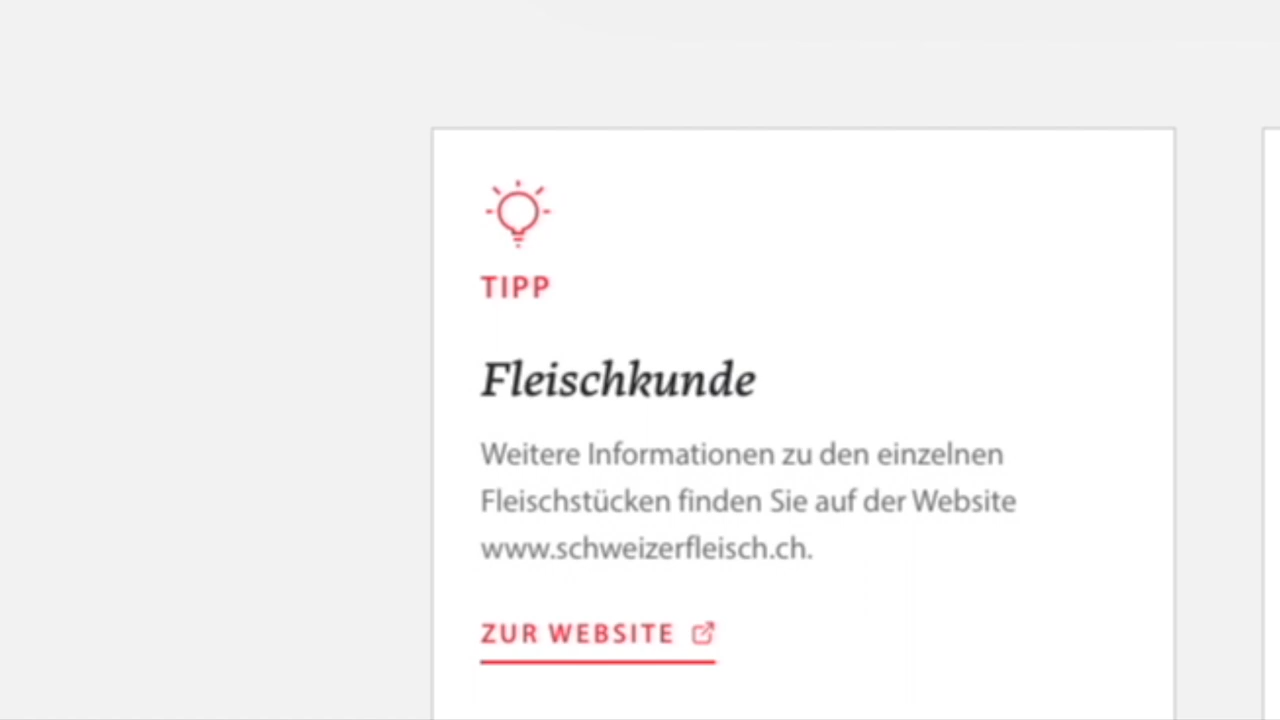 TIPP
Fleischkunde
Weitere Informationen zu den einzelnen
Fleischstücken finden Sie auf der Website
www.schweizerfleisch.ch.
ZUR WEBSITE